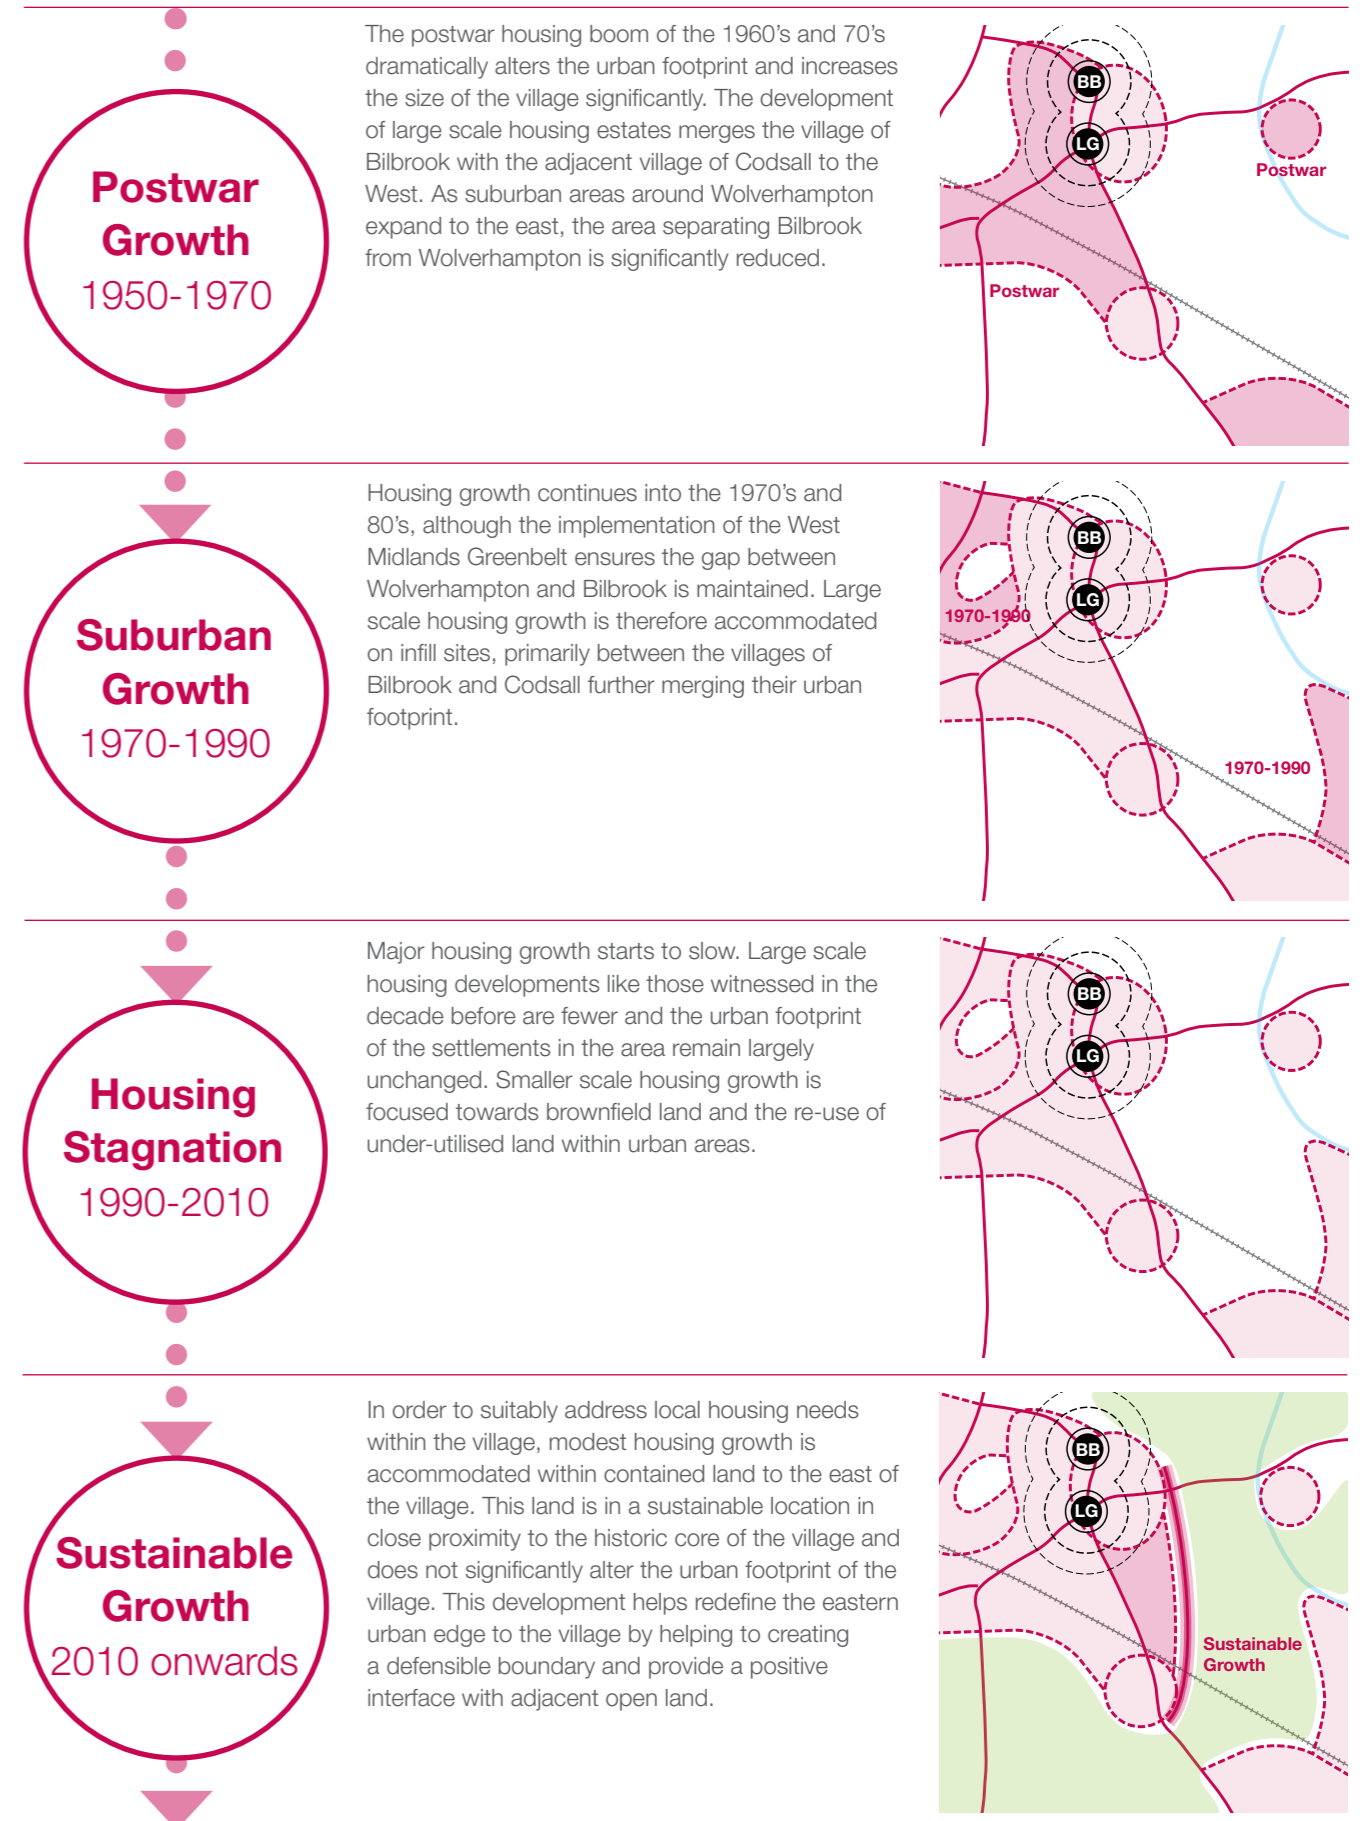 Postwar
Growth
1950-1970
The postwar housing boom of the 1960's and 70's
dramatically alters the urban footprint and increases
the size of the village significantly. The development
of large scale housing estates merges the village of
Bilbrook with the adjacent village of Codsall to the
West. As suburban areas around Wolverhampton
expand to the east, the area separating Bilbrook
from Wolverhampton is significantly reduced.
BB
LG
Postwar
Postwar
Suburban
Growth
1970-1990
Housing growth continues into the 1970's and
80's, although the implementation of the West
Midlands Greenbelt ensures the gap between
Wolverhampton and Bilbrook is maintained. Large
scale housing growth is therefore accommodated
on infill sites, primarily between the villages of
Bilbrook and Codsall further merging their urban
footprint.
BB
LG
1970-1990
1970-1990
Housing
Stagnation
1990-2010
Major housing growth starts to slow. Large scale
housing developments like those witnessed in the
decade before are fewer and the urban footprint
of the settlements in the area remain largely
unchanged. Smaller scale housing growth is
focused towards brownfield land and the re-use of
under-utilised land within urban areas.
BB
LG
Sustainable
Growth
2010 onwards
In order to suitably address local housing needs
within the village, modest housing growth is
accommodated within contained land to the east of
the village. This land is in a sustainable location in
close proximity to the historic core of the village and
does not significantly alter the urban footprint of the
village. This development helps redefine the eastern
urban edge to the village by helping to creating
a defensible boundary and provide a positive
interface with adjacent open land.
BB
LG
Sustainable
Growth